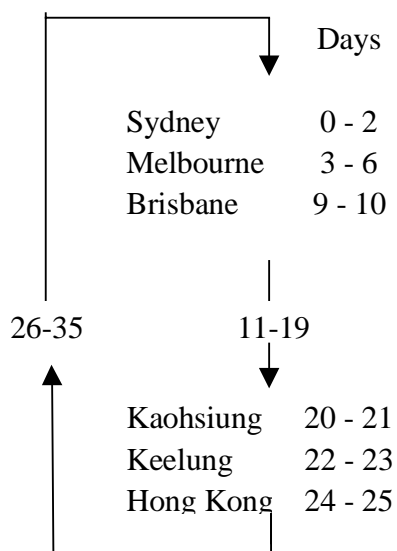 Days
Sydney 0 - 2
Melbourne 3 - 6
Brisbane 9 - 10
26-35 11-19
Kaohsiung 20 - 21
Keelung 22 - 23
Hong Kong 24 - 25